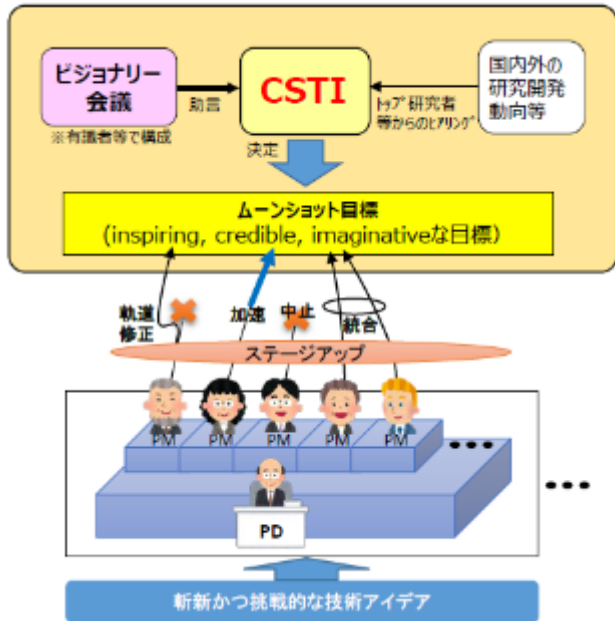 ビジョナリー
会議
※有識者等で構成
助言
CSTI
トップ研究者
等からのヒアリング
国内外の
研究開発
動向等
決定
ムーンショット目標
(inspiring, credible, imaginativeな目標)
軌道
修正
加速
中止
統合
ステージアップ
PM
PM
PM
PM
PM
PD
斬新かつ挑戦的な技術アイデア